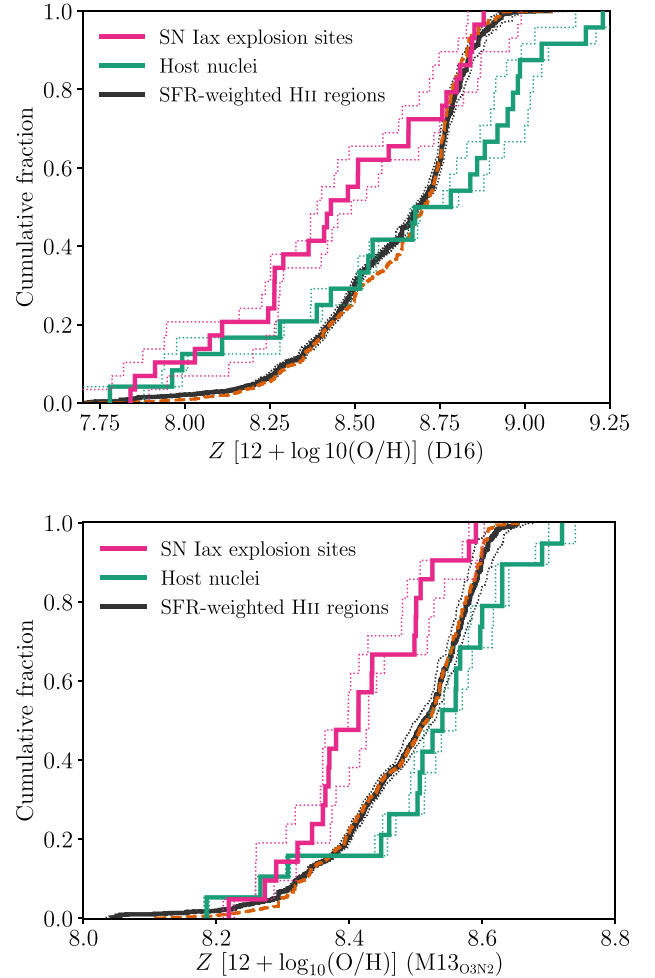 1.0
0.8
0.6
0.4
0.2
0.0
Cumulative fraction
SN Iax explosion sites
Host nuclei
SFR-weighted HII regions
7.75 8.00 8.25 8.50 8.75 9.00 9.25
Z [12 + log 10(O/H)] (D16)
1.0
0.8
0.6
0.4
0.2
0.0
Cumulative fraction
SN Iax explosion sites
Host nuclei
SFR-weighted HII regions
8.0 8.2 8.4 8.6 8.8
Z [12 + log₁₀(O/H)] (M13_O3N2)